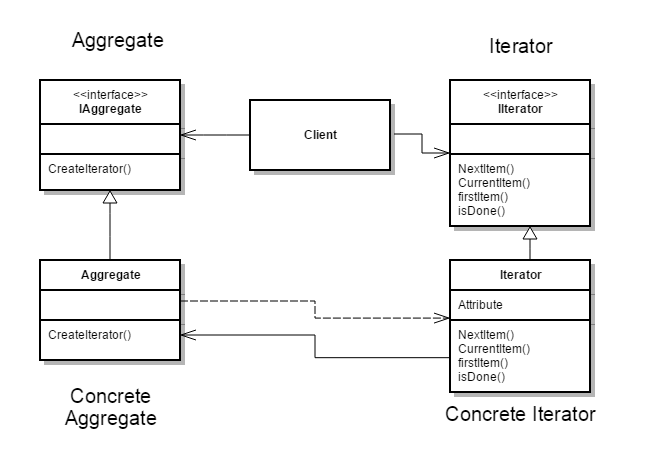 Aggregate
Iterator
<<interface>>
IAggregate
CreateIterator()
Client
<<interface>>
IIterator
NextItem()
CurrentItem()
firstItem()
isDone()
Aggregate
CreateIterator()
Iterator
Attribute
NextItem()
CurrentItem()
firstItem()
isDone()
Concrete
Aggregate
Concrete Iterator